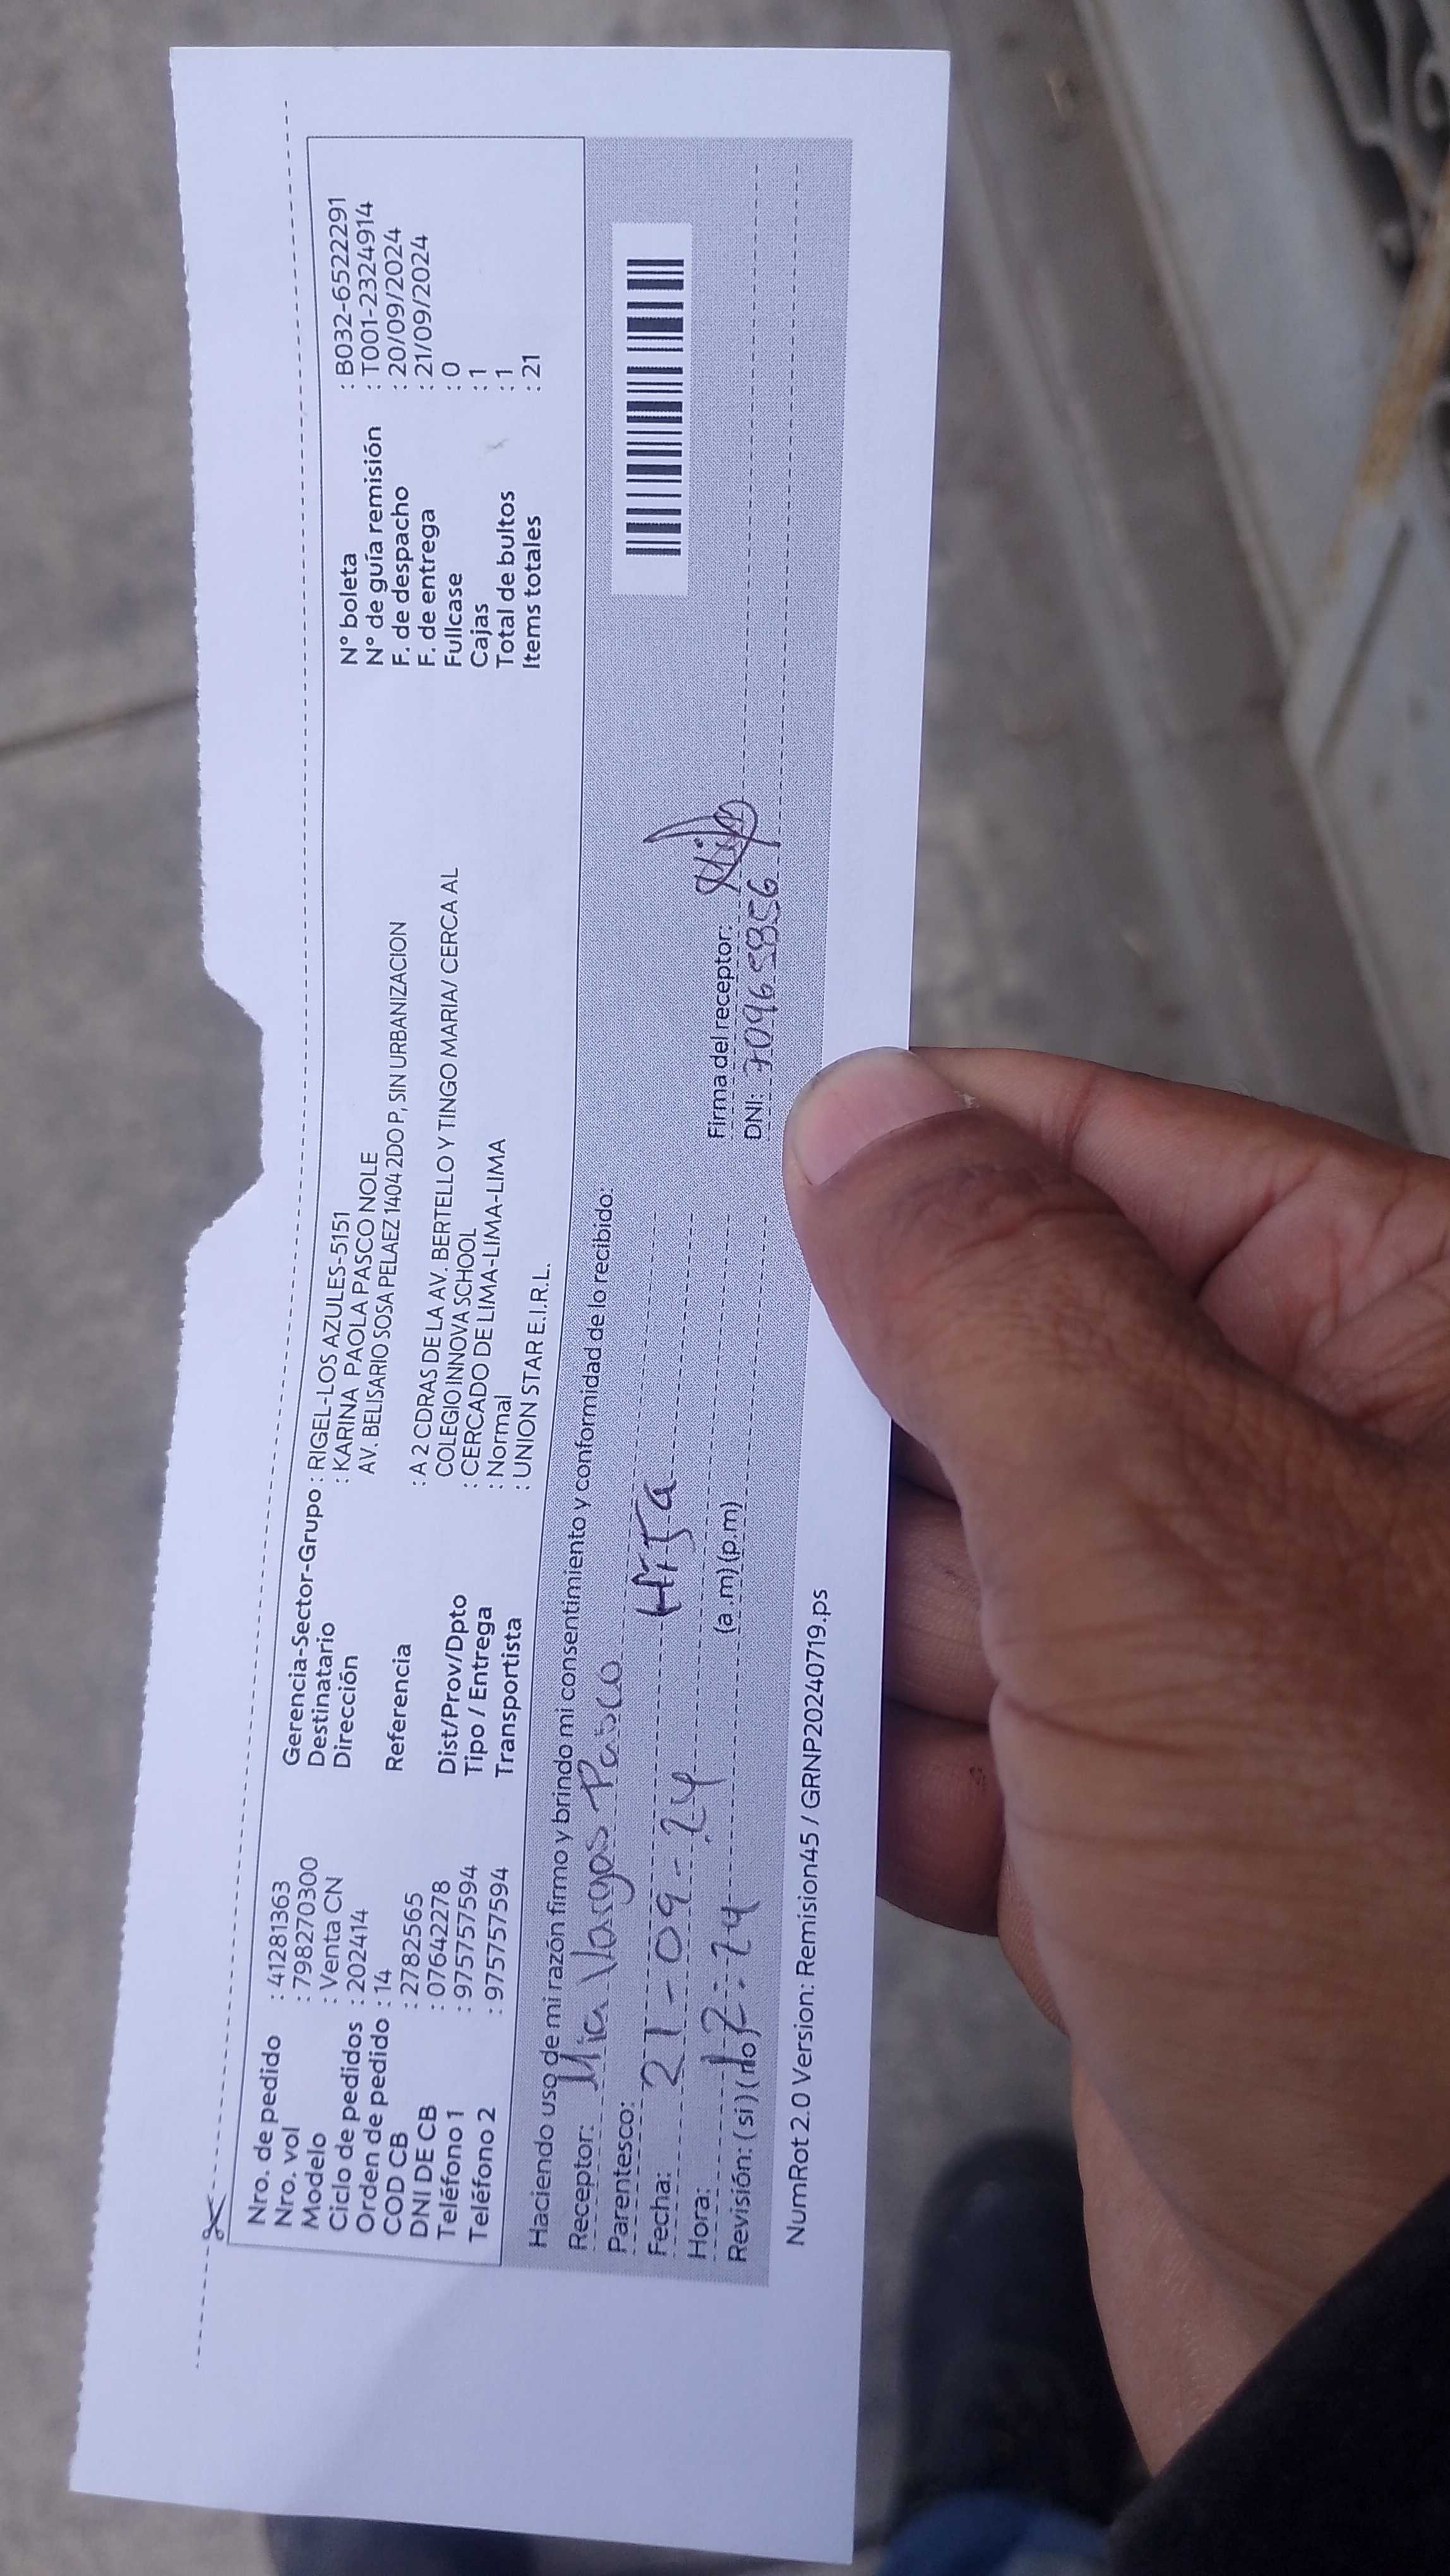 Nro. de pedido : 41281363
Nro. vol : 7982270300
Modelo : Venta CN
Ciclo de pedidos : 202414
Orden de pedido : 14
COD CB : 2782565
DNI DE CB : 07642278
Teléfono 1 : 975757594
Teléfono 2 : 975757594
Gerencia-Sector-Grupo : RIGEL-LOS AZULES-5151
Destinatario : KARINA PAOLA PASCO NOLE
Dirección AV. BELISARIO SOSA PELAEZ 1404 2DO P, SIN URBANIZACION
Referencia : A 2 CDRAS DE LA AV. BERTELLO Y TINGO MARIA/ CERCA AL
COLEGIO INNOVA SCHOOL
Dist/Prov/Dpto : CERCADO DE LIMA-LIMA-LIMA
Tipo / Entrega : Normal
Transportista : UNION STAR E.I.R.L.
N° boleta : B032-6522291
N° de guía remisión : T001-2324914
F. de despacho : 20/09/2024
F. de entrega : 21/09/2024
Fullcase : 0
Cajas : 1
Total de bultos : 1
Items totales : 21
Haciendo uso de mi razón firmo y brindo mi consentimiento y conformidad de lo recibido:
Receptor: Mia Vargas Pasco
Parentesco: Hija
Fecha: 21-09-24
Hora: (a .m) (p.m)
Revisión: ( si ) (no)
Firma del receptor:
DNI: 70965856
NumRot 2.0 Version: Remision45 / GRNP20240719.ps